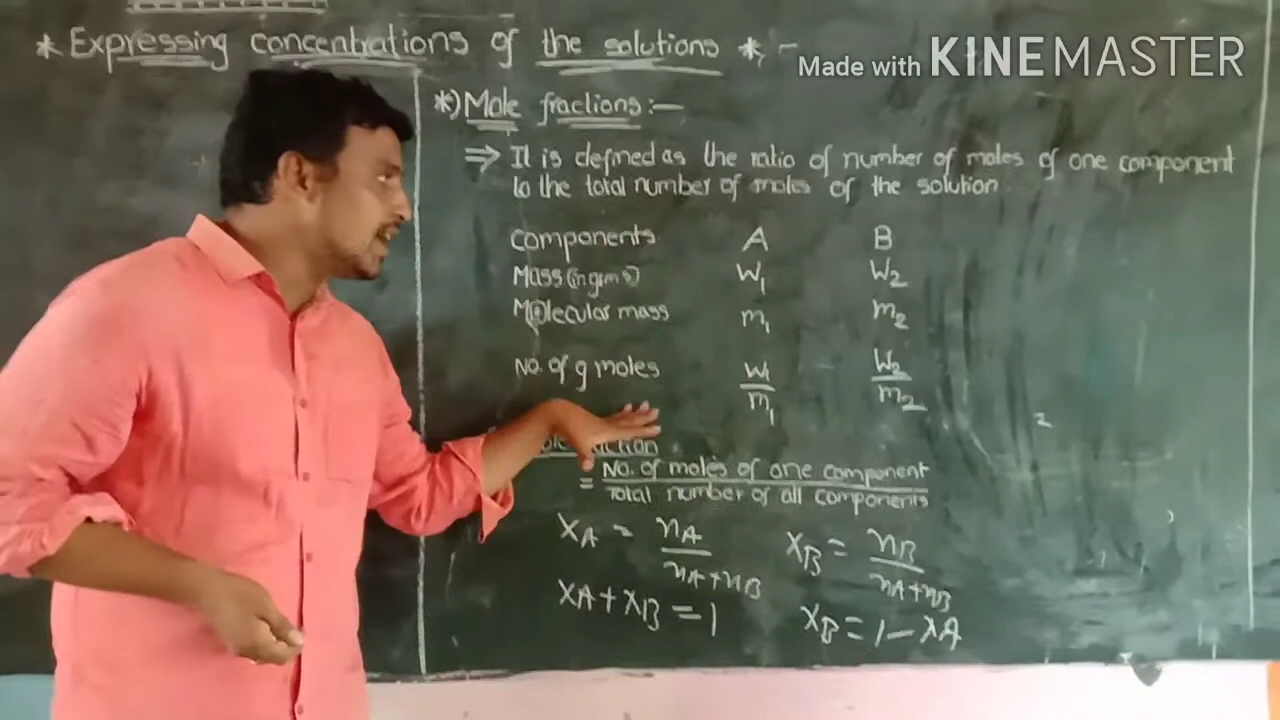 * Expressing concentrations of the solutions * -
Made with KINEMASTER
*) Mole fractions :-
⇒ It is defined as the ratio of number of moles of one component
to the total number of moles of the solution
Components A B
Mass (in grms) W₁ W₂
Molecular mass m₁ m₂
No. of g moles W₁/m₁ W₂/m₂
= No. of moles of one component / Total number of all components
XA = nA / nA+nB XB = nB / nA+nB
XA + XB = 1 XB = 1 - XA